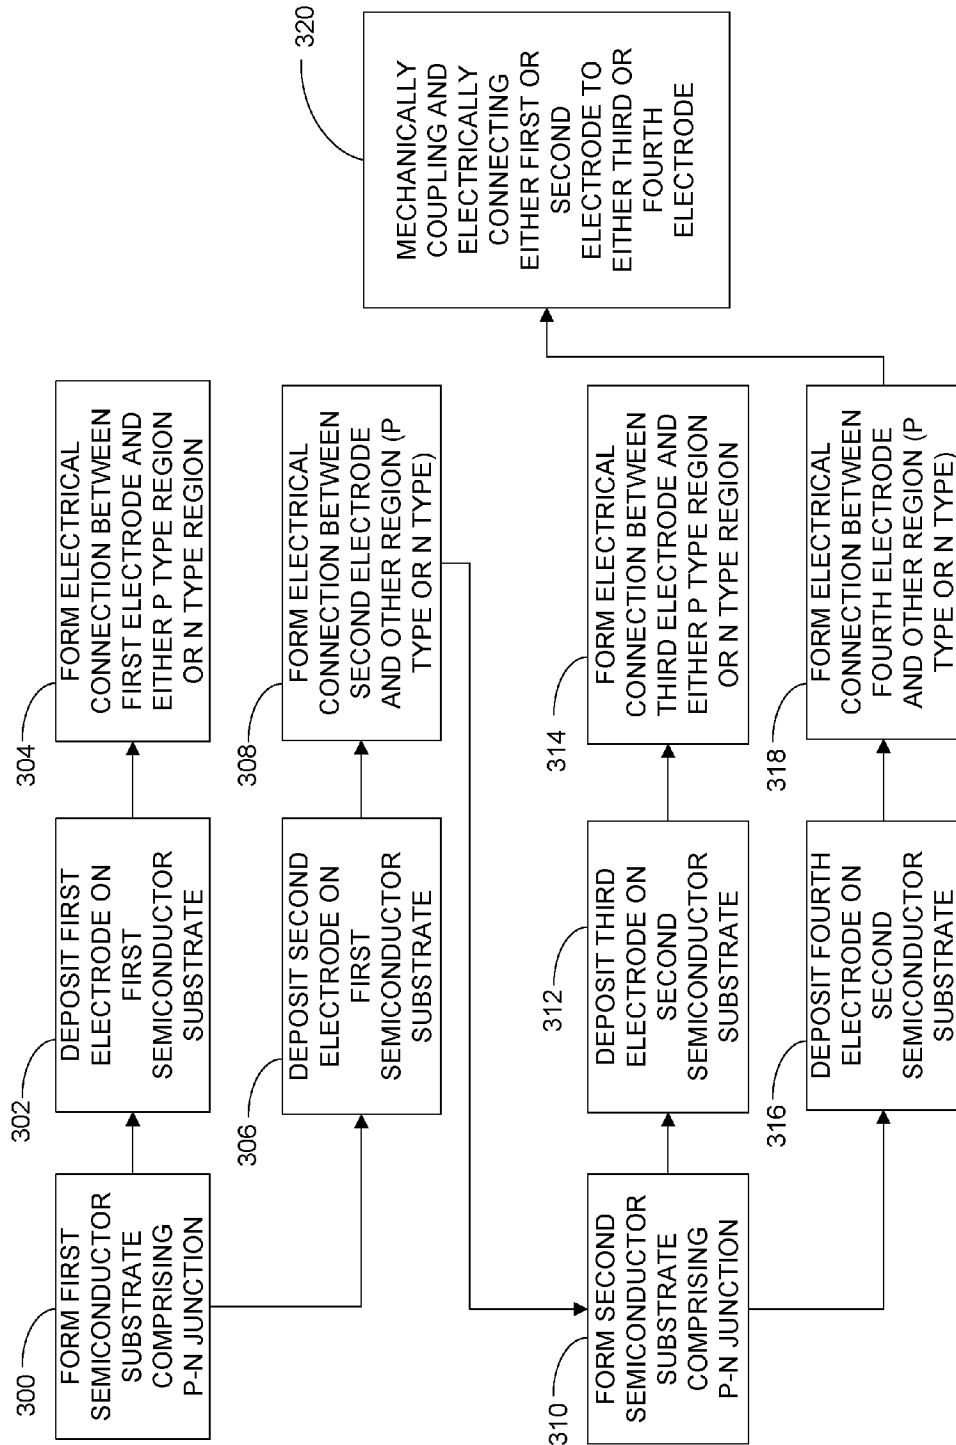 300
FORM FIRST
SEMICONDUCTOR
SUBSTRATE
COMPRISING
P-N JUNCTION
302
DEPOSIT FIRST
ELECTRODE ON
FIRST
SEMICONDUCTOR
SUBSTRATE
304
FORM ELECTRICAL
CONNECTION BETWEEN
FIRST ELECTRODE AND
EITHER P TYPE REGION
OR N TYPE REGION
306
DEPOSIT SECOND
ELECTRODE ON
FIRST
SEMICONDUCTOR
SUBSTRATE
308
FORM ELECTRICAL
CONNECTION BETWEEN
SECOND ELECTRODE
AND OTHER REGION (P
TYPE OR N TYPE)
310
FORM SECOND
SEMICONDUCTOR
SUBSTRATE
COMPRISING
P-N JUNCTION
312
DEPOSIT THIRD
ELECTRODE ON
SECOND
SEMICONDUCTOR
SUBSTRATE
314
FORM ELECTRICAL
CONNECTION BETWEEN
THIRD ELECTRODE AND
EITHER P TYPE REGION
OR N TYPE REGION
316
DEPOSIT FOURTH
ELECTRODE ON
SECOND
SEMICONDUCTOR
SUBSTRATE
318
FORM ELECTRICAL
CONNECTION BETWEEN
FOURTH ELECTRODE
AND OTHER REGION (P
TYPE OR N TYPE)
320
MECHANICALLY
COUPLING AND
ELECTRICALLY
CONNECTING
EITHER FIRST OR
SECOND
ELECTRODE TO
EITHER THIRD OR
FOURTH
ELECTRODE